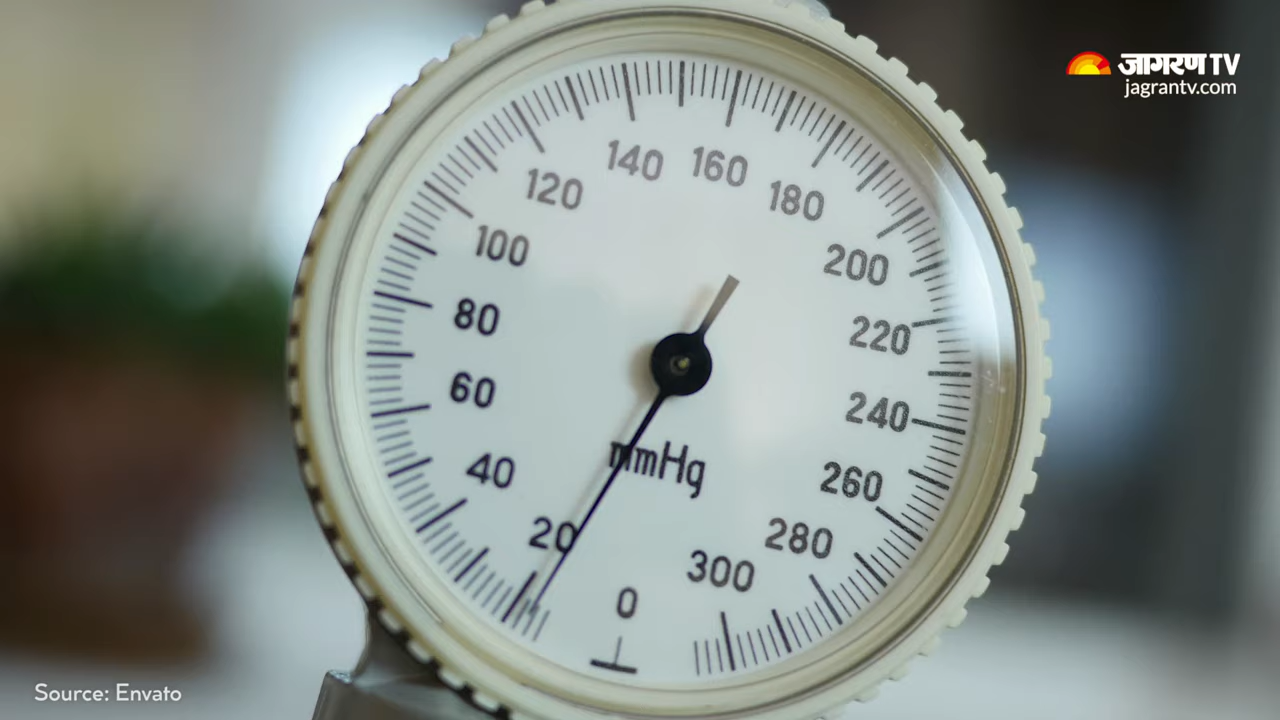 जागरण TV
jagrantv.com
140 160
120 180
100 200
80 220
60 240
mmHg
40 260
20 280
0 300
Source: Envato